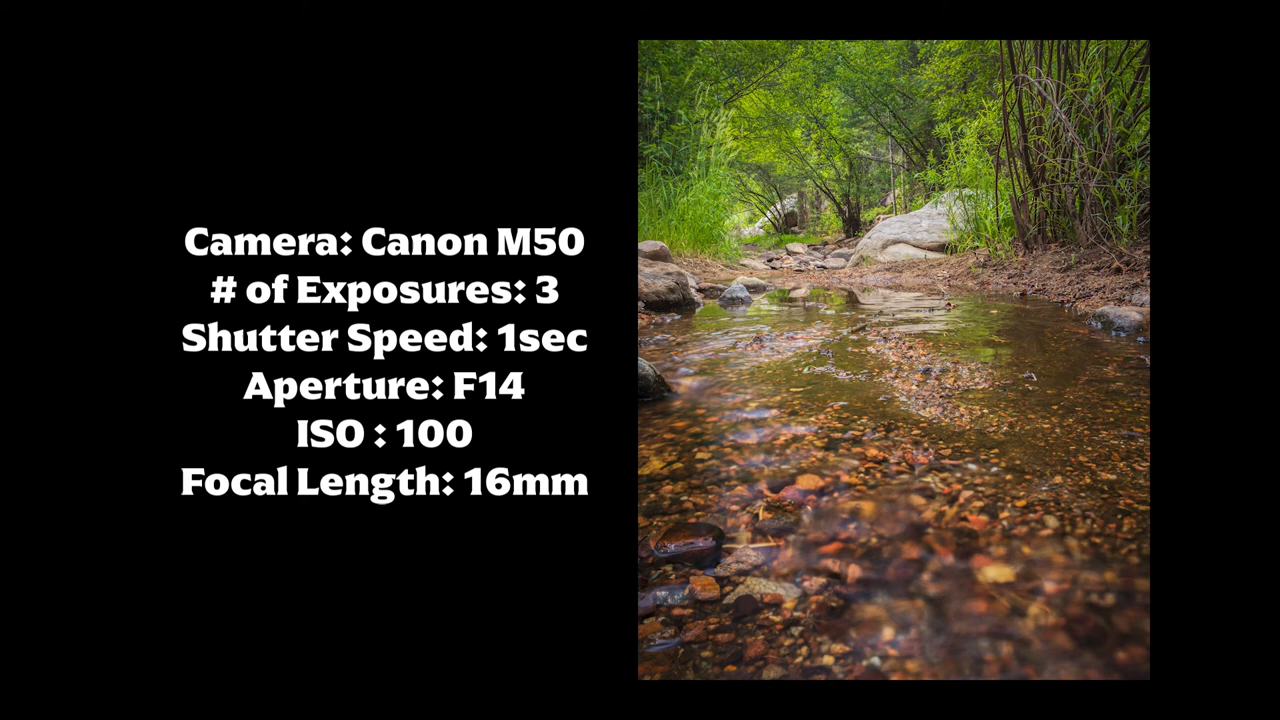 Camera: Canon M50
# of Exposures: 3
Shutter Speed: 1sec
Aperture: F14
ISO : 100
Focal Length: 16mm